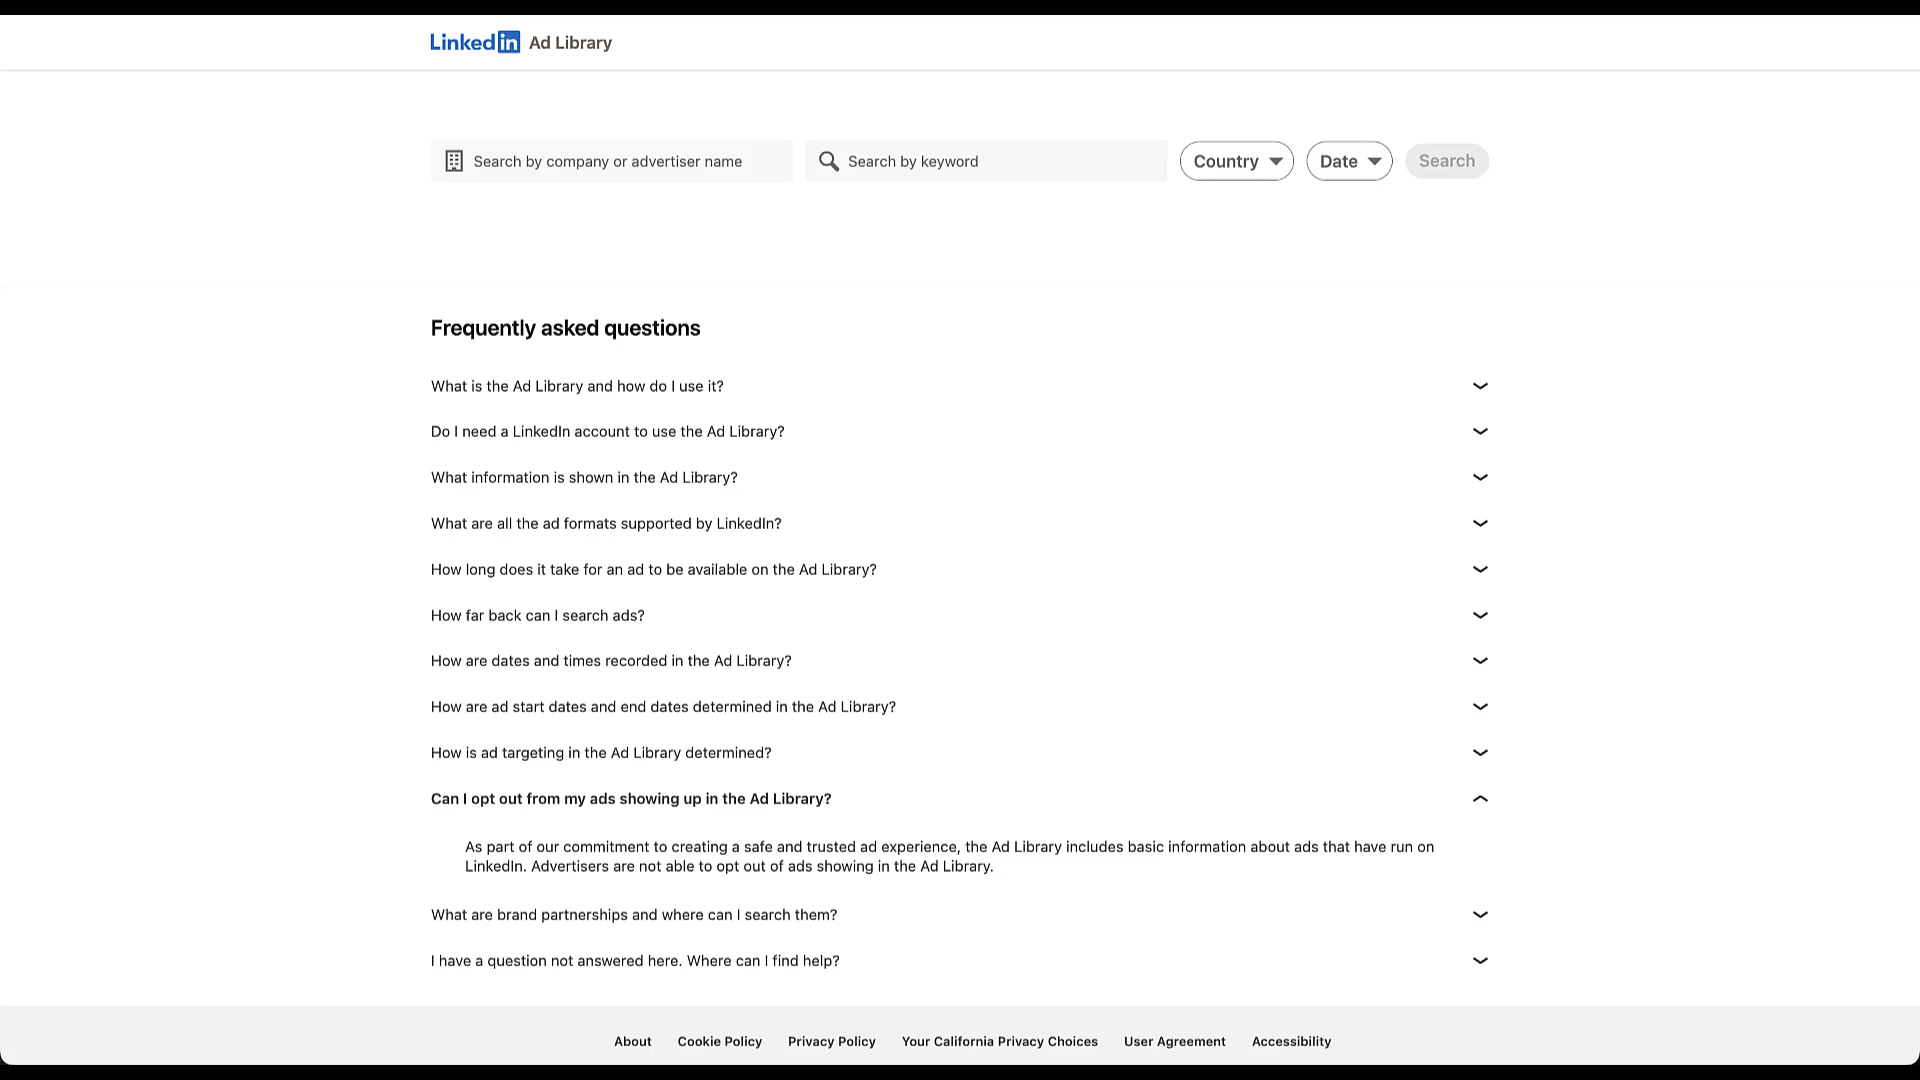 LinkedIn Ad Library
Search by company or advertiser name
Search by keyword
Country
Date
Search
Frequently asked questions
What is the Ad Library and how do I use it?
Do I need a LinkedIn account to use the Ad Library?
What information is shown in the Ad Library?
What are all the ad formats supported by LinkedIn?
How long does it take for an ad to be available on the Ad Library?
How far back can I search ads?
How are dates and times recorded in the Ad Library?
How are ad start dates and end dates determined in the Ad Library?
How is ad targeting in the Ad Library determined?
Can I opt out from my ads showing up in the Ad Library?
As part of our commitment to creating a safe and trusted ad experience, the Ad Library includes basic information about ads that have run on
LinkedIn. Advertisers are not able to opt out of ads showing in the Ad Library.
What are brand partnerships and where can I search them?
I have a question not answered here. Where can I find help?
About Cookie Policy Privacy Policy Your California Privacy Choices User Agreement Accessibility